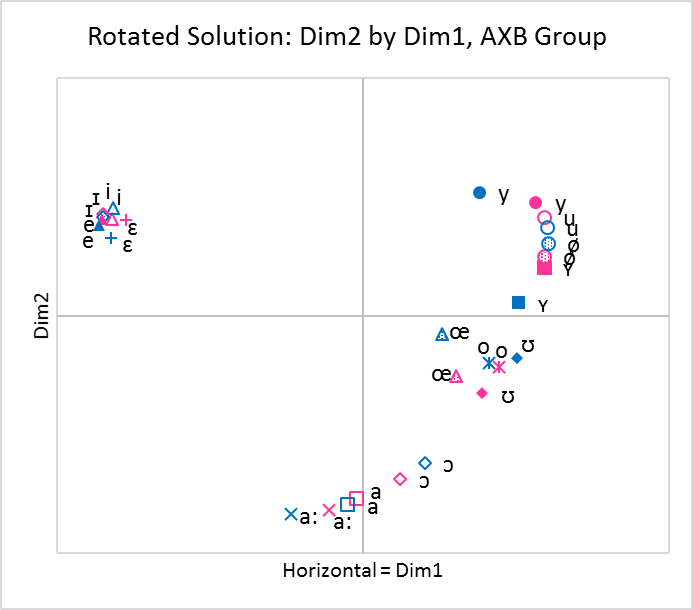 Rotated Solution: Dim2 by Dim1, AXB Group
i
ɪ i
y
y
ɪ
u
e ɛ
u
e ɛ
ø
ø
ʏ
Dim2
ʏ
œ
ʊ
o o
œ
ʊ
ɔ
ɔ
a
a
a:
a:
Horizontal = Dim1